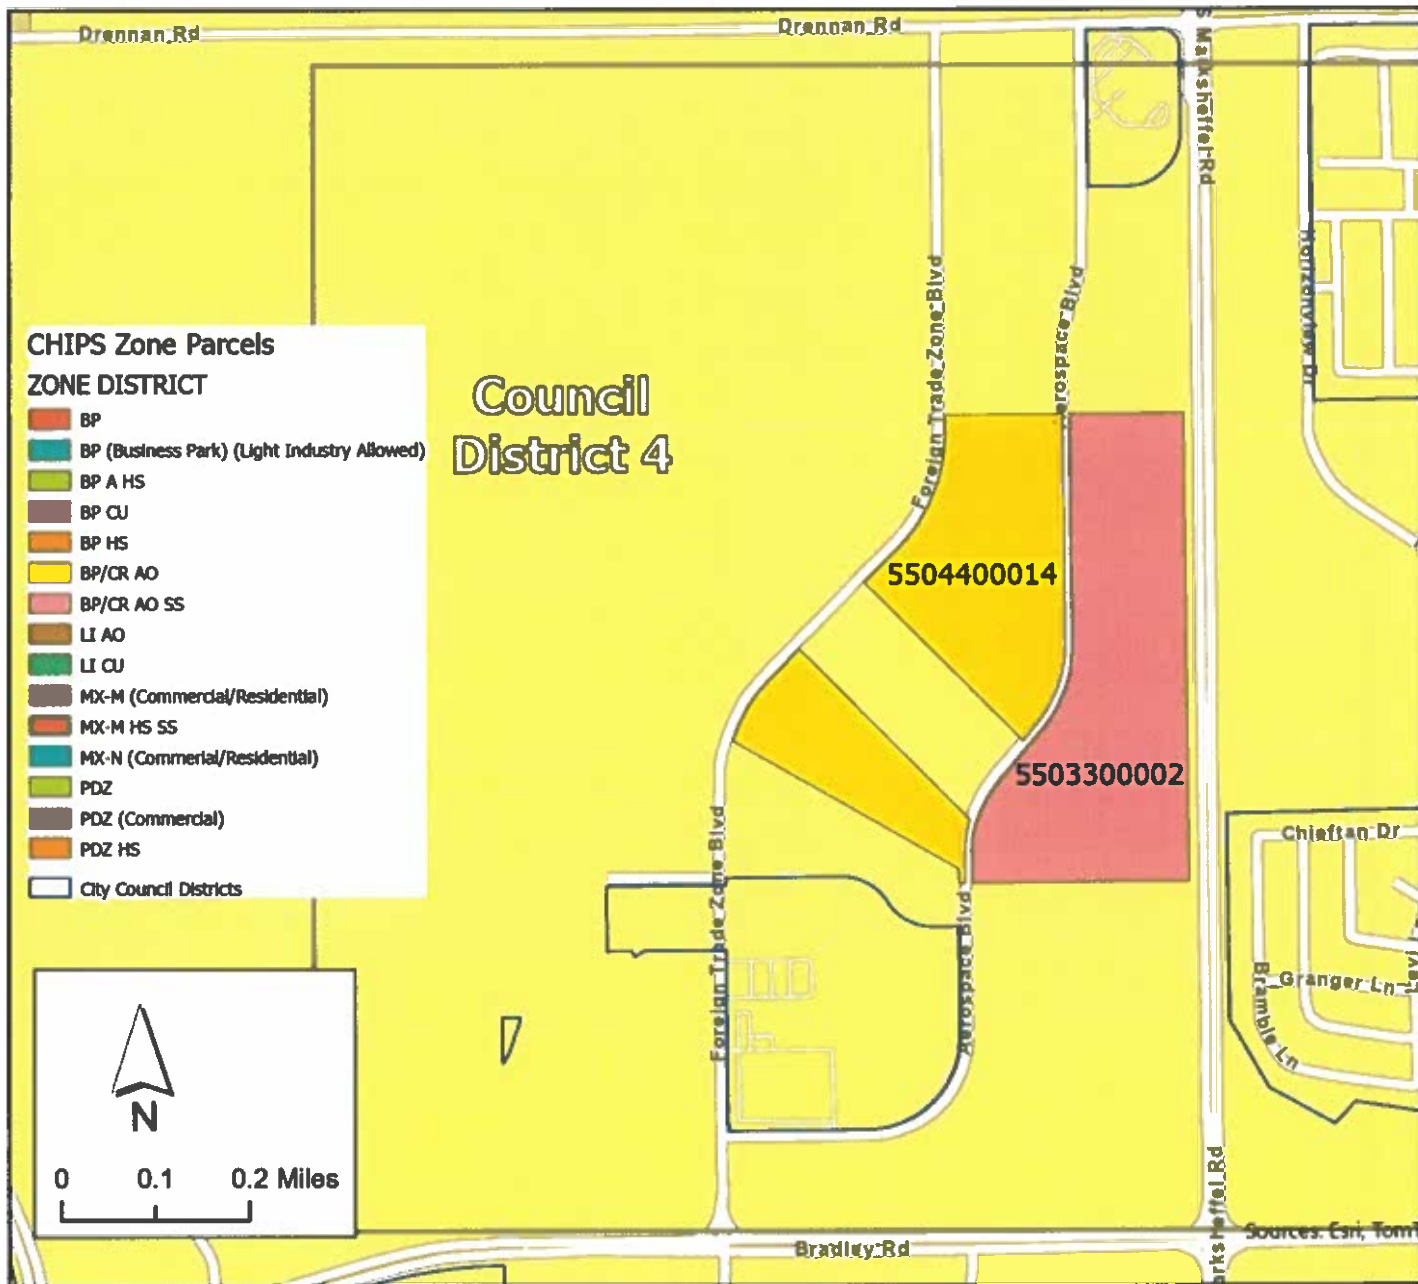 Drennan Rd
Drennan Rd
S Marksheffel Rd
Foreign Trade Zone Blvd
Aerospace Blvd
Horizonview Dr
CHIPS Zone Parcels
ZONE DISTRICT
BP
BP (Business Park) (Light Industry Allowed)
BP A HS
BP CU
BP HS
BP/CR AO
BP/CR AO SS
LI AO
LI CU
MX-M (Commercial/Residential)
MX-M HS SS
MX-N (Commerial/Residential)
PDZ
PDZ (Commercial)
PDZ HS
City Council Districts
Council
District 4
5504400014
5503300002
Foreign Trade Zone Blvd
Aerospace Blvd
Chieftan Dr
Granger Ln
Bramble Ln
N
0 0.1 0.2 Miles
Bradley Rd
arksheffel Rd
Sources: Esri, TomT